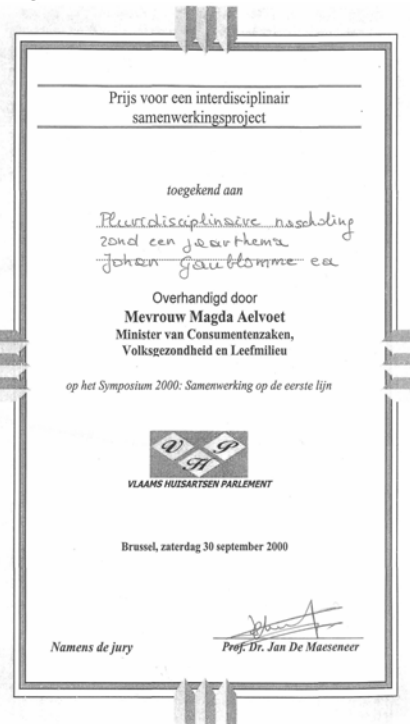 Prijs voor een interdisciplinair
samenwerkingsproject
toegekend aan
Pluridisciplinaire nascholing
rond een jaarthema
Johan Gaublomme ea
Overhandigd door
Mevrouw Magda Aelvoet
Minister van Consumentenzaken,
Volksgezondheid en Leefmilieu
op het Symposium 2000: Samenwerking op de eerste lijn
V P
H
VLAAMS HUISARTSEN PARLEMENT
Brussel, zaterdag 30 september 2000
Namens de jury
Prof. Dr. Jan De Maeseneer